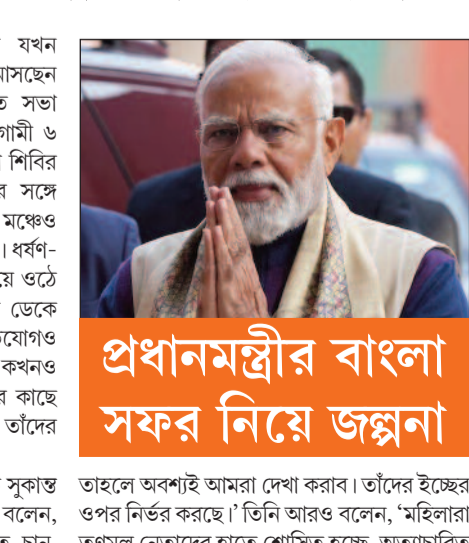 যখন
আসছেন
সভা
৬
শিবির
সঙ্গে
মঞ্চেও
। ধর্ষণ-
ওঠে
ডেকে
কখনও
কাছে
তাঁদের
সুকান্ত
বলেন,
প্রধানমন্ত্রীর বাংলা
সফর নিয়ে জল্পনা
তাহলে অবশ্যই আমরা দেখা করাব। তাঁদের ইচ্ছের
ওপর নির্ভর করছে।’ তিনি আরও বলেন, ‘মহিলারা